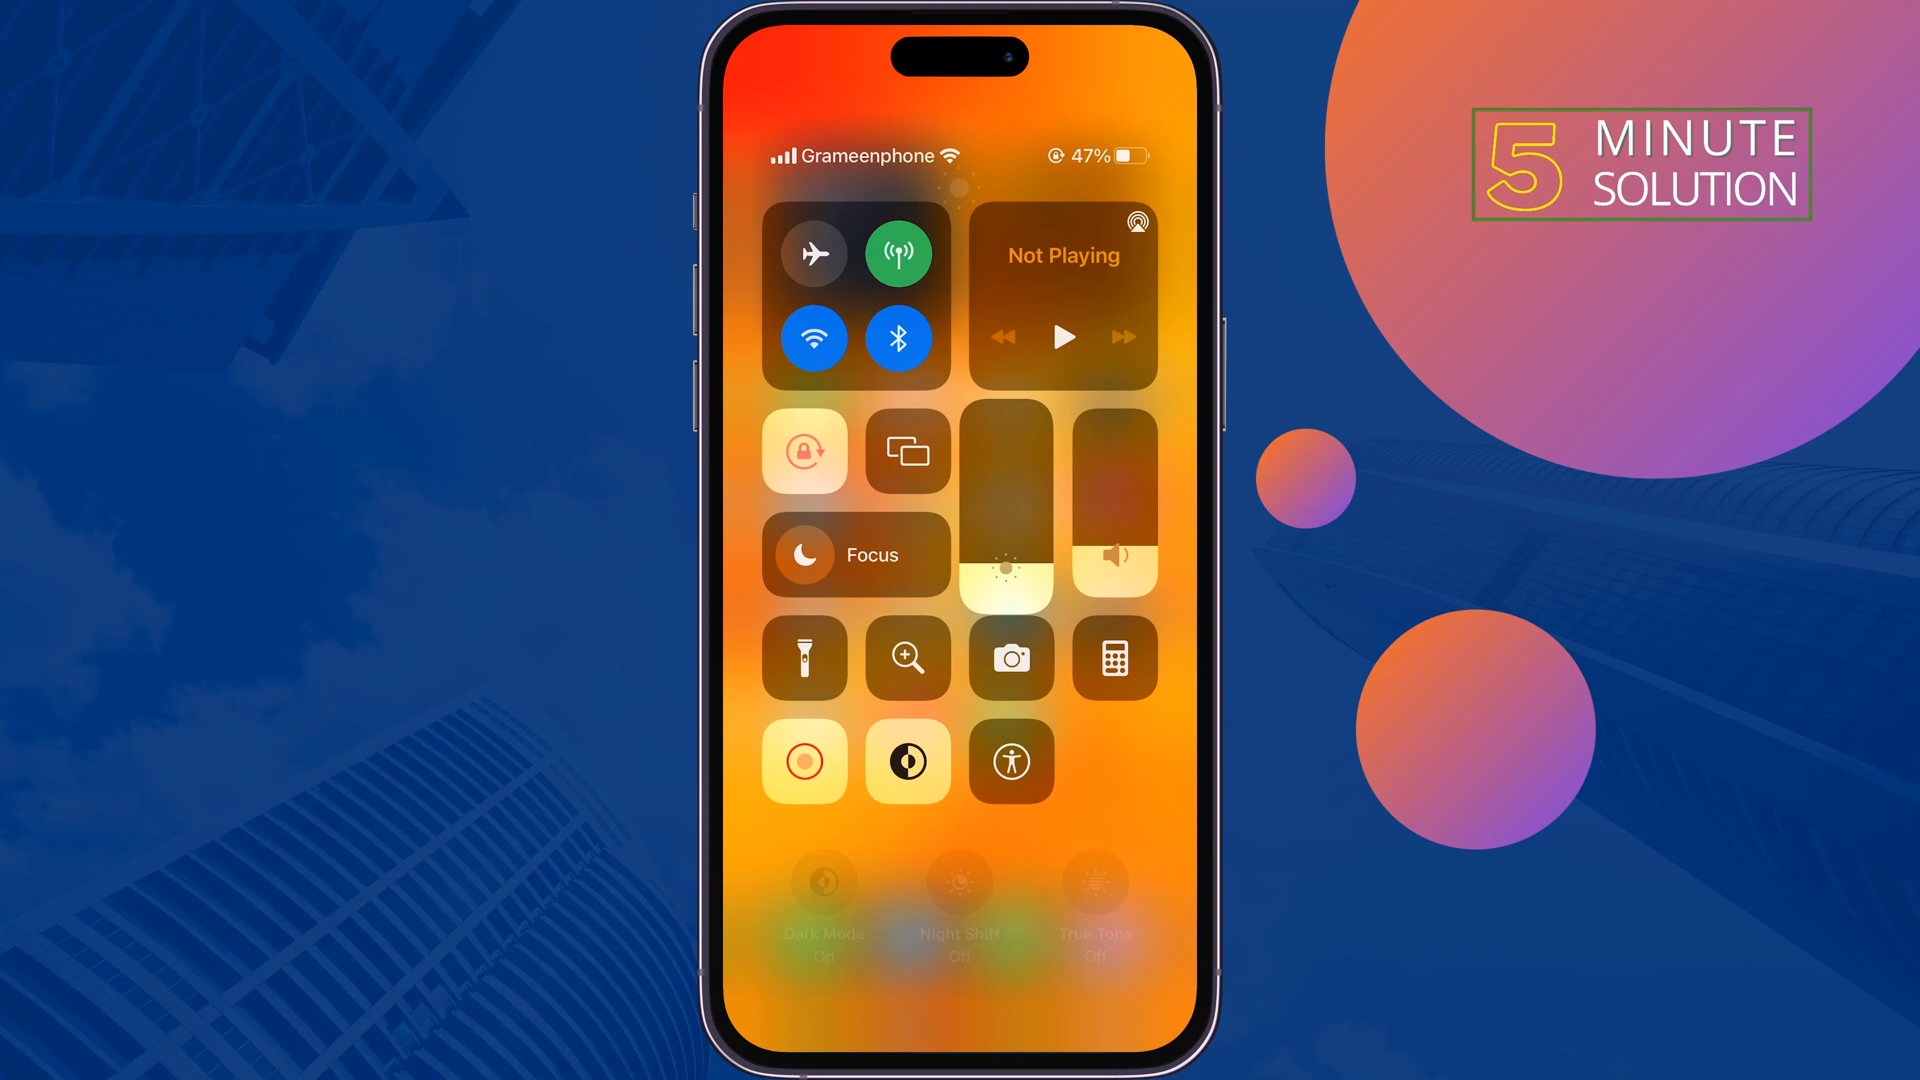 5 MINUTE
SOLUTION
Grameenphone
47%
Not Playing
Focus
Dark Mode
On
Night Shift
Off
True Tone
Off